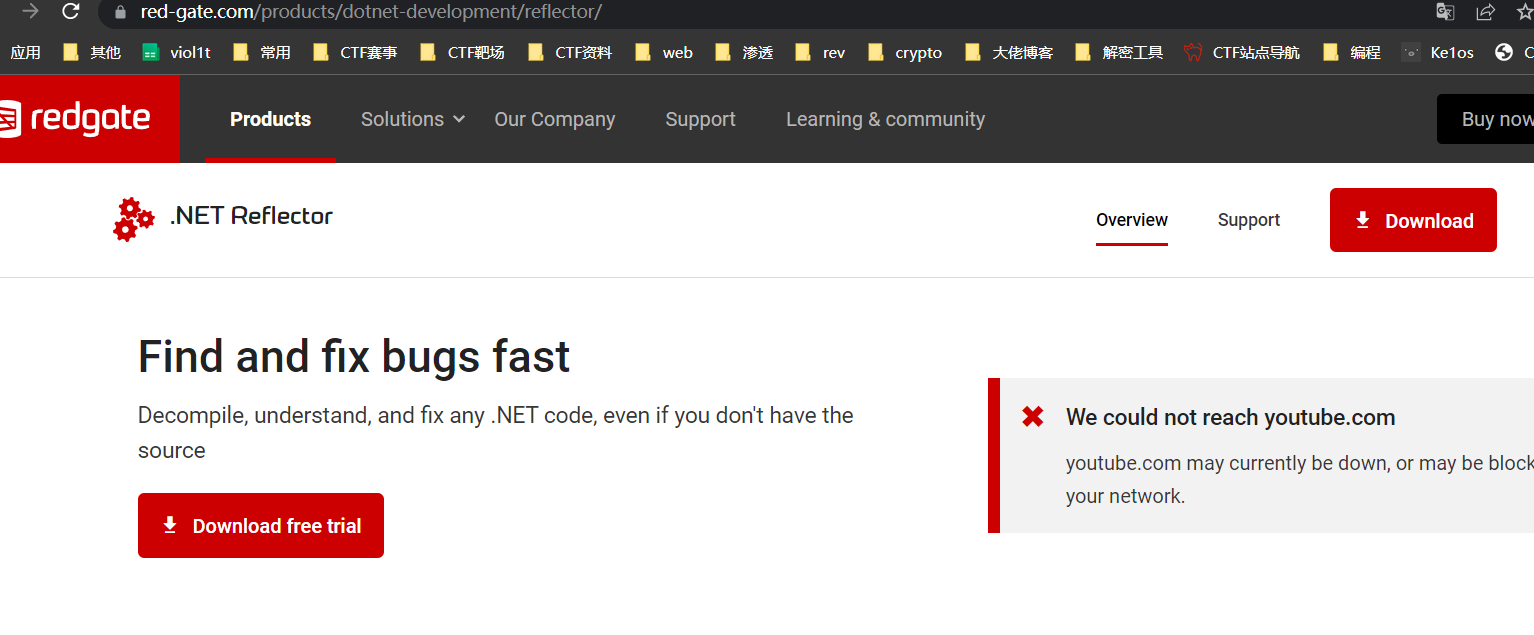 red-gate.com/products/dotnet-development/reflector/
应用 其他 viol1t 常用 CTF赛事 CTF靶场 CTF资料 web 渗透 rev crypto 大佬博客 解密工具 CTF站点导航 编程 Ke1os C
redgate Products Solutions Our Company Support Learning & community Buy now
.NET Reflector Overview Support Download
Find and fix bugs fast
Decompile, understand, and fix any .NET code, even if you don't have the
source
Download free trial
We could not reach youtube.com
youtube.com may currently be down, or may be block
your network.